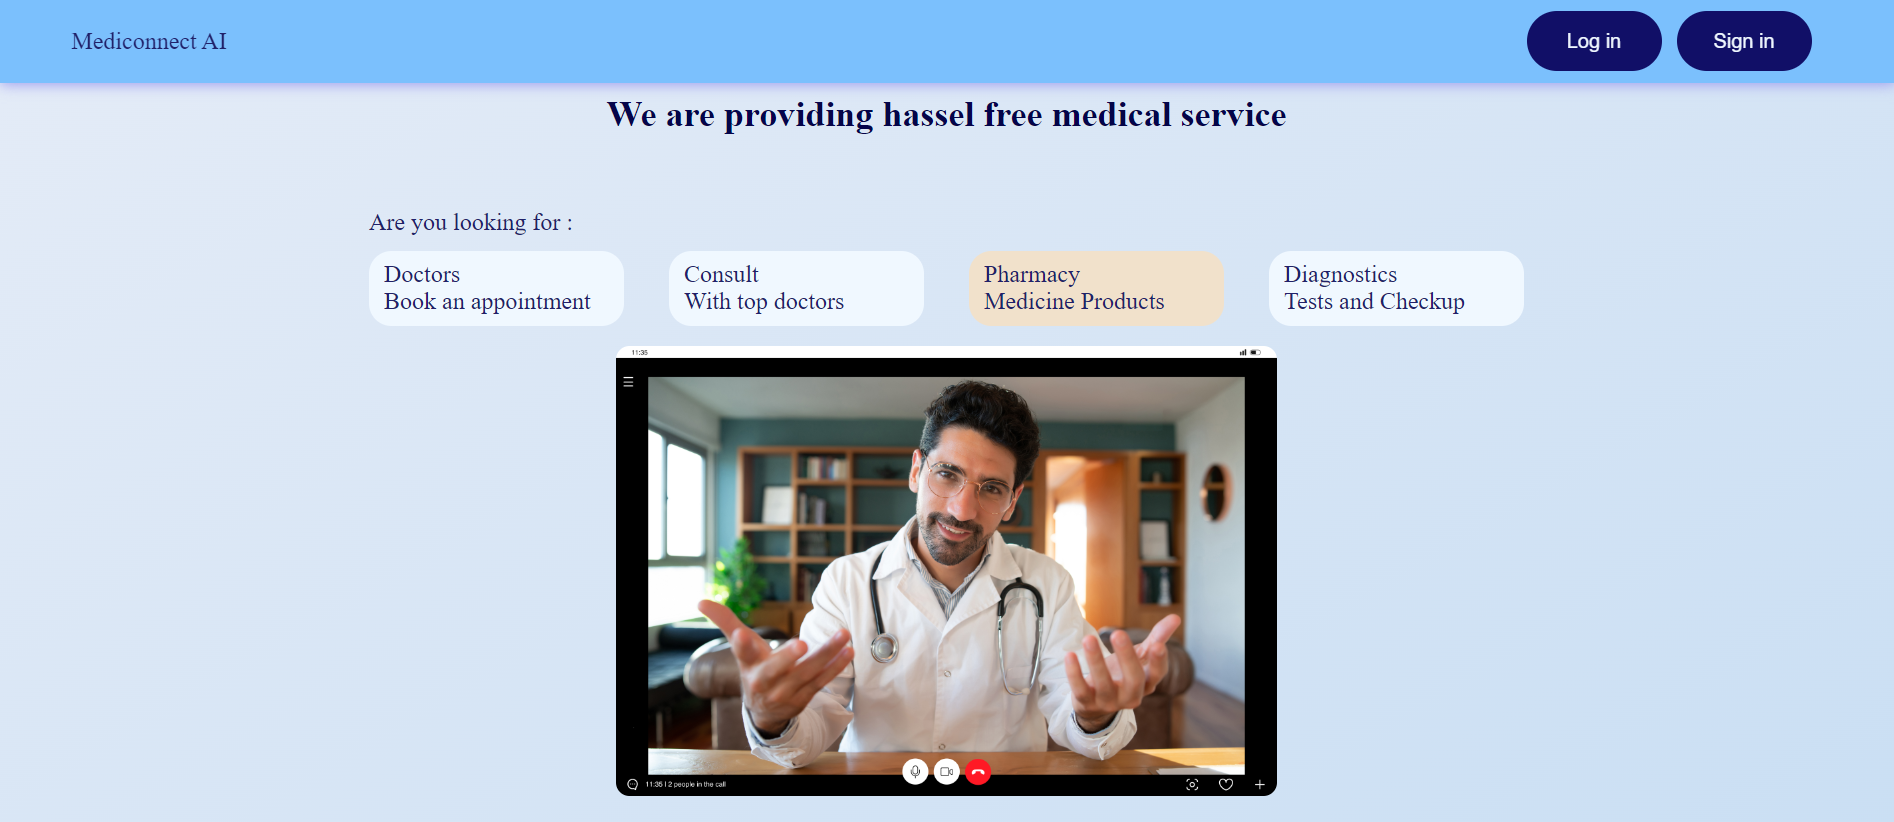 Mediconnect AI
Log in
Sign in
We are providing hassel free medical service
Are you looking for :
Doctors
Book an appointment
Consult
With top doctors
Pharmacy
Medicine Products
Diagnostics
Tests and Checkup
11:35
11:35 | 2 people in the call